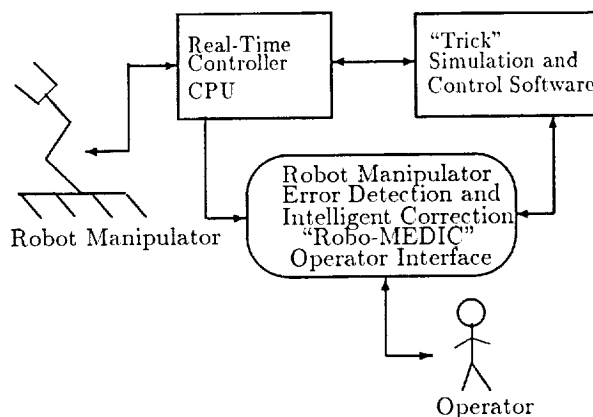 Real-Time
Controller
CPU
“Trick”
Simulation and
Control Software
Robot Manipulator
Robot Manipulator
Error Detection and
Intelligent Correction
“Robo-MEDIC”
Operator Interface
Operator